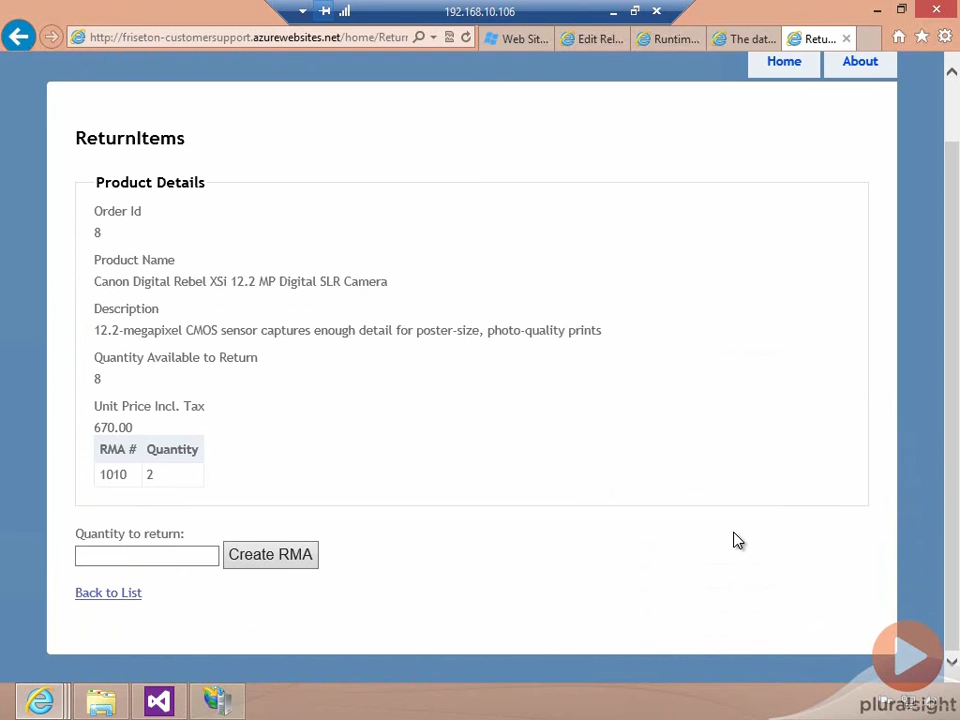 192.168.10.106
http://friseton-customersupport.azurewebsites.net/home/Retur
Web Sit...
Edit Rel...
Runtim...
The dat...
Retu...
Home
About
ReturnItems
Product Details
Order Id
8
Product Name
Canon Digital Rebel XSi 12.2 MP Digital SLR Camera
Description
12.2-megapixel CMOS sensor captures enough detail for poster-size, photo-quality prints
Quantity Available to Return
8
Unit Price Incl. Tax
670.00
RMA # Quantity
1010 2
Quantity to return:
Create RMA
Back to List
pluralsight